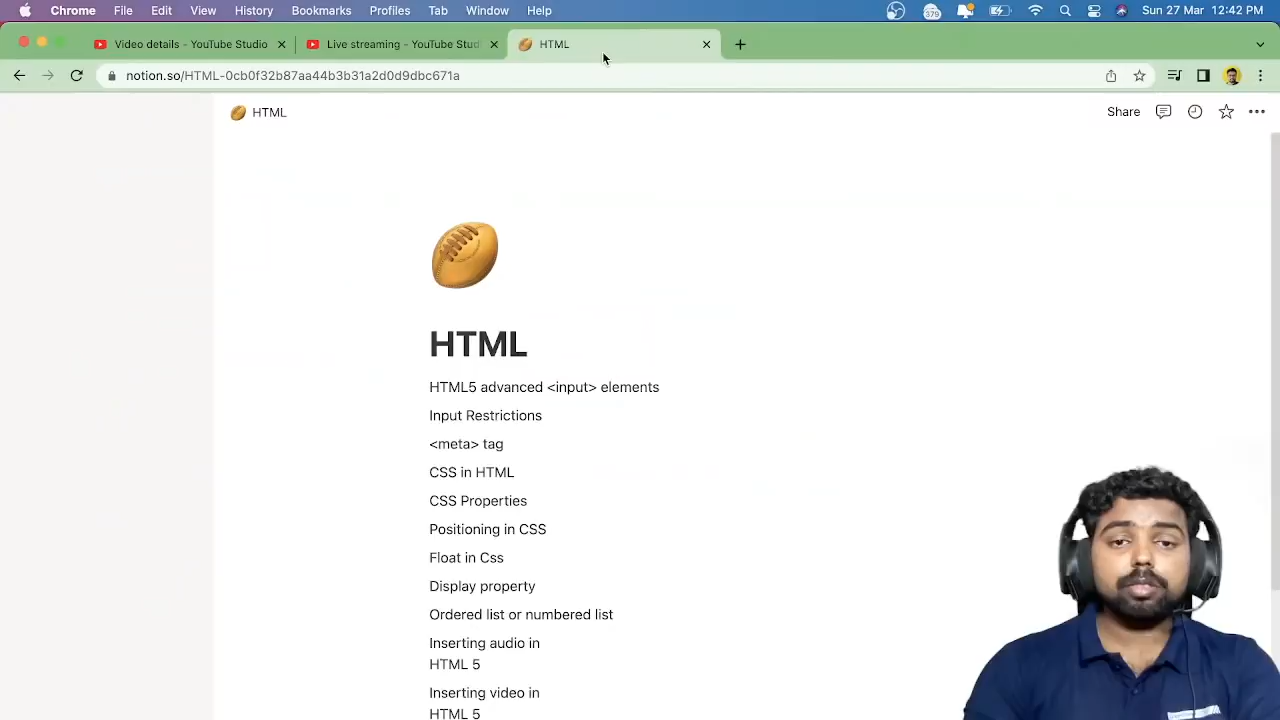 Chrome File Edit View History Bookmarks Profiles Tab Window Help 379 Sun 27 Mar 12:42 PM
Video details - YouTube Studio Live streaming - YouTube Stud HTML
notion.so/HTML-0cb0f32b87aa44b3b31a2d0d9dbc671a
HTML Share
HTML
HTML5 advanced <input> elements
Input Restrictions
<meta> tag
CSS in HTML
CSS Properties
Positioning in CSS
Float in Css
Display property
Ordered list or numbered list
Inserting audio in
HTML 5
Inserting video in
HTML 5